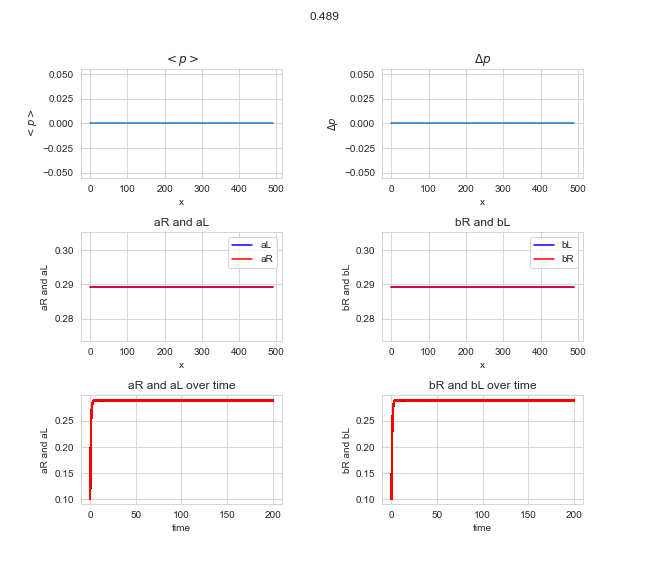 0.489
< p >
Δp
0.050
0.025
0.000
−0.025
−0.050
< p >
0 100 200 300 400 500
x
0.050
0.025
0.000
−0.025
−0.050
Δp
0 100 200 300 400 500
x
aR and aL
bR and bL
0.30
0.29
0.28
aR and aL
aL
aR
0 100 200 300 400 500
x
0.30
0.29
0.28
bR and bL
bL
bR
0 100 200 300 400 500
x
aR and aL over time
bR and bL over time
0.25
0.20
0.15
0.10
aR and aL
0 50 100 150 200
time
0.25
0.20
0.15
0.10
bR and bL
0 50 100 150 200
time